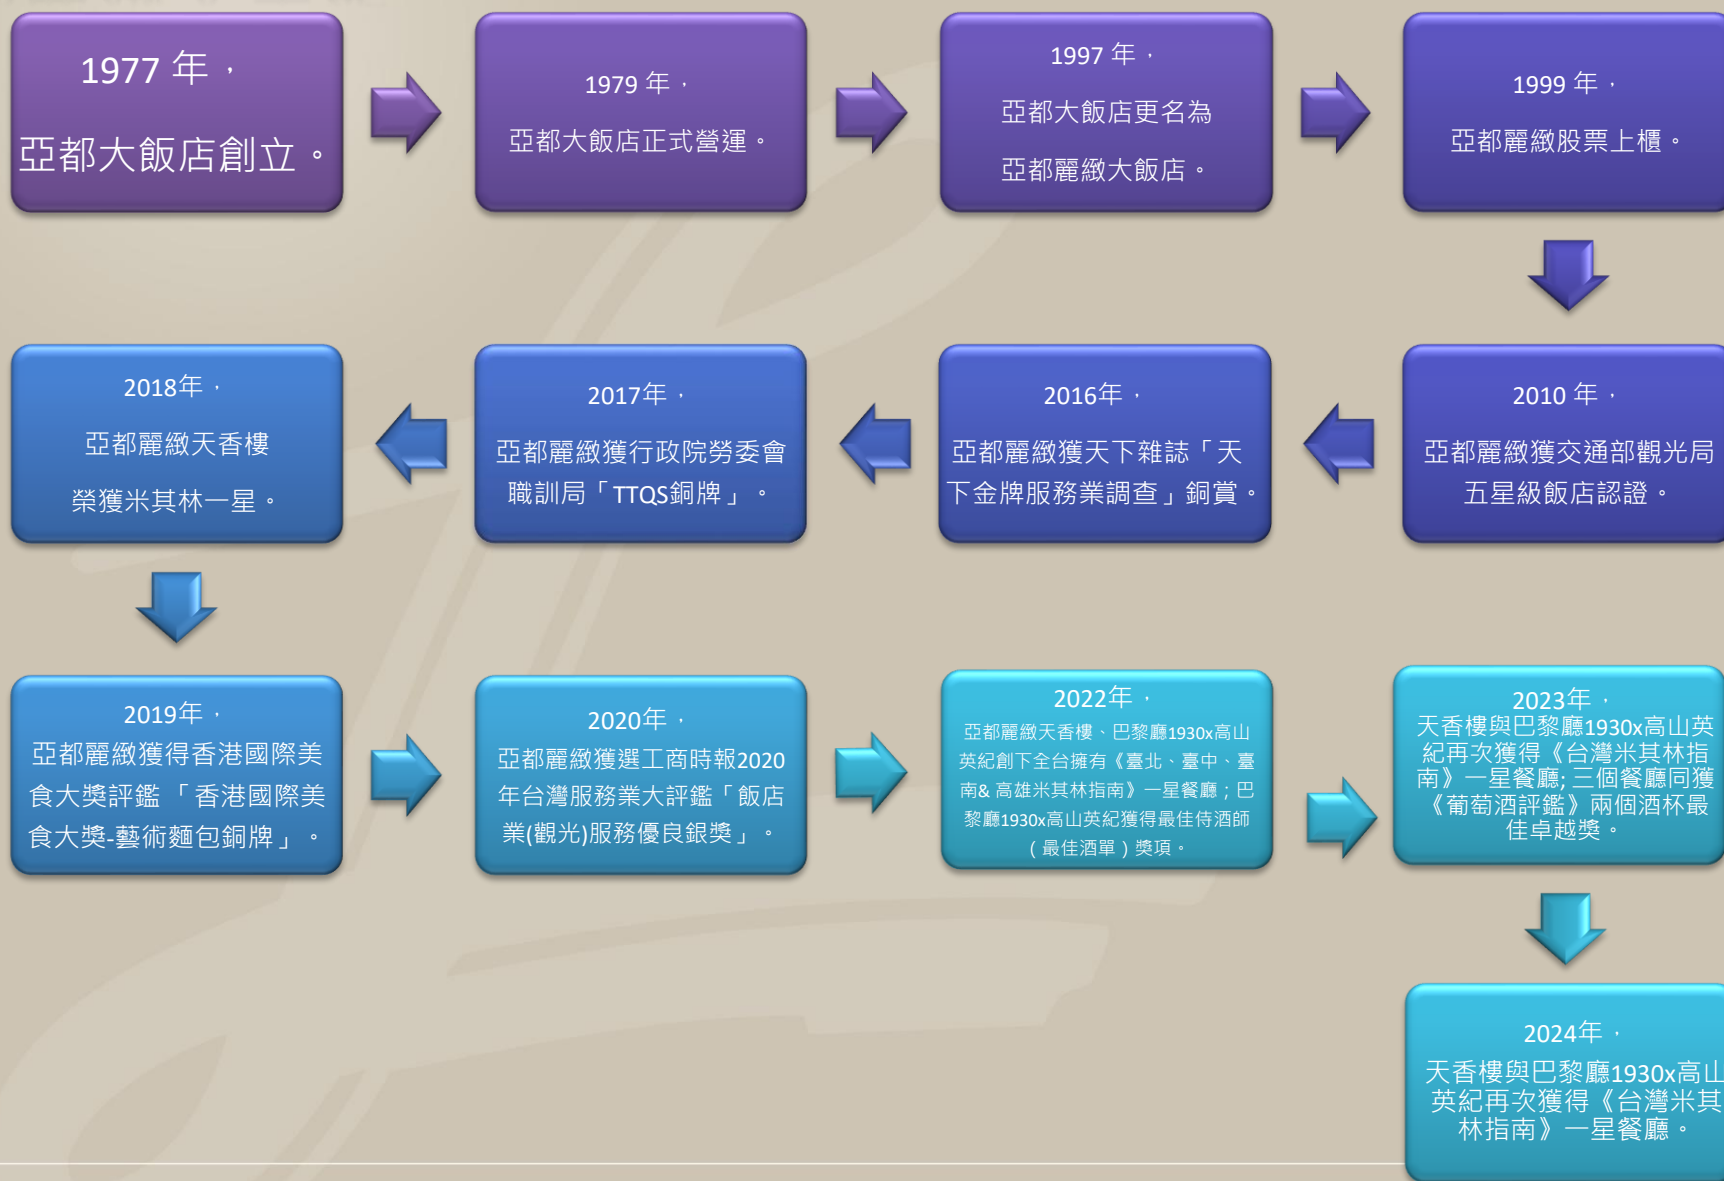 1977 年，
亞都大飯店創立。
1979 年，
亞都大飯店正式營運。
1997 年，
亞都大飯店更名為
亞都麗緻大飯店。
1999 年，
亞都麗緻股票上櫃。
2010 年，
亞都麗緻獲交通部觀光局
五星級飯店認證。
2016年，
亞都麗緻獲天下雜誌「天
下金牌服務業調查」銅賞。
2017年，
亞都麗緻獲行政院勞委會
職訓局「TTQS銅牌」。
2018年，
亞都麗緻天香樓
榮獲米其林一星。
2019年，
亞都麗緻獲得香港國際美
食大獎評鑑 「香港國際美
食大獎-藝術麵包銅牌」。
2020年，
亞都麗緻獲選工商時報2020
年台灣服務業大評鑑「飯店
業(觀光)服務優良銀獎」。
2022年，
亞都麗緻天香樓、巴黎廳1930x高山
英紀創下全台擁有《臺北、臺中、臺
南& 高雄米其林指南》一星餐廳；巴
黎廳1930x高山英紀獲得最佳侍酒師
（最佳酒單）獎項。
2023年，
天香樓與巴黎廳1930x高山英
紀再次獲得《台灣米其林指
南》一星餐廳; 三個餐廳同獲
《葡萄酒評鑑》兩個酒杯最
佳卓越獎。
2024年，
天香樓與巴黎廳1930x高山
英紀再次獲得《台灣米其
林指南》一星餐廳。